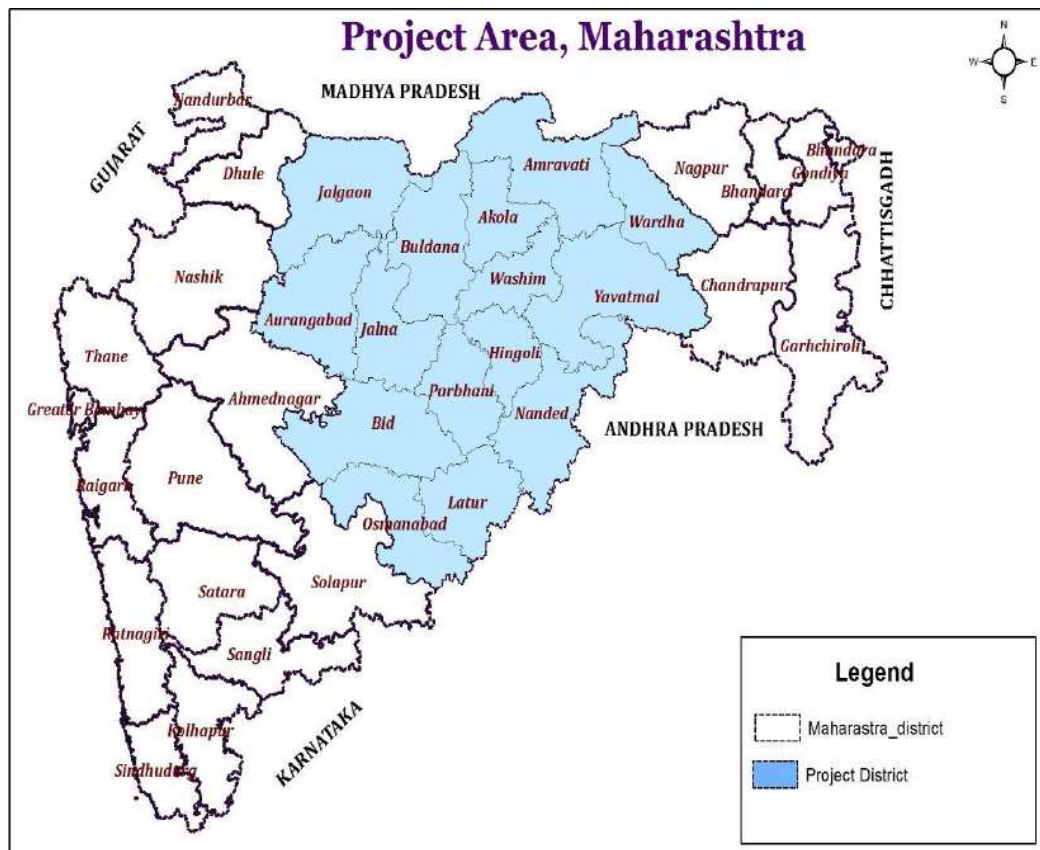 Project Area, Maharashtra
N
W
E
S
MADHYA PRADESH
GUJARAT
CHHATTISGADH
Nandurbar
Dhule
Jalgaon
Amravati
Nagpur
Bhandara
Bhandara
Gondiya
Akola
Wardha
Buldana
Nashik
Washim
Chandrapur
Yavatmal
Aurangabad
Jalna
Thane
Hingoli
Garhchiroli
Parbhani
Ahmednagar
Greater Bombay
Bid
Nanded
ANDHRA PRADESH
Raigarh
Pune
Latur
Osmanabad
Solapur
Satara
Ratnagiri
Sangli
Kolhapur
Sindhudurg
KARNATAKA
Legend
Maharastra_district
Project District